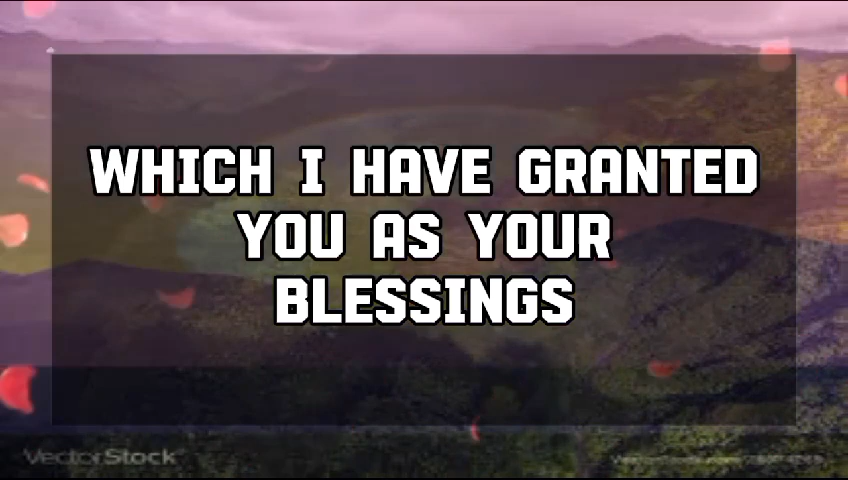 WHICH I HAVE GRANTED
YOU AS YOUR
BLESSINGS
VectorStock